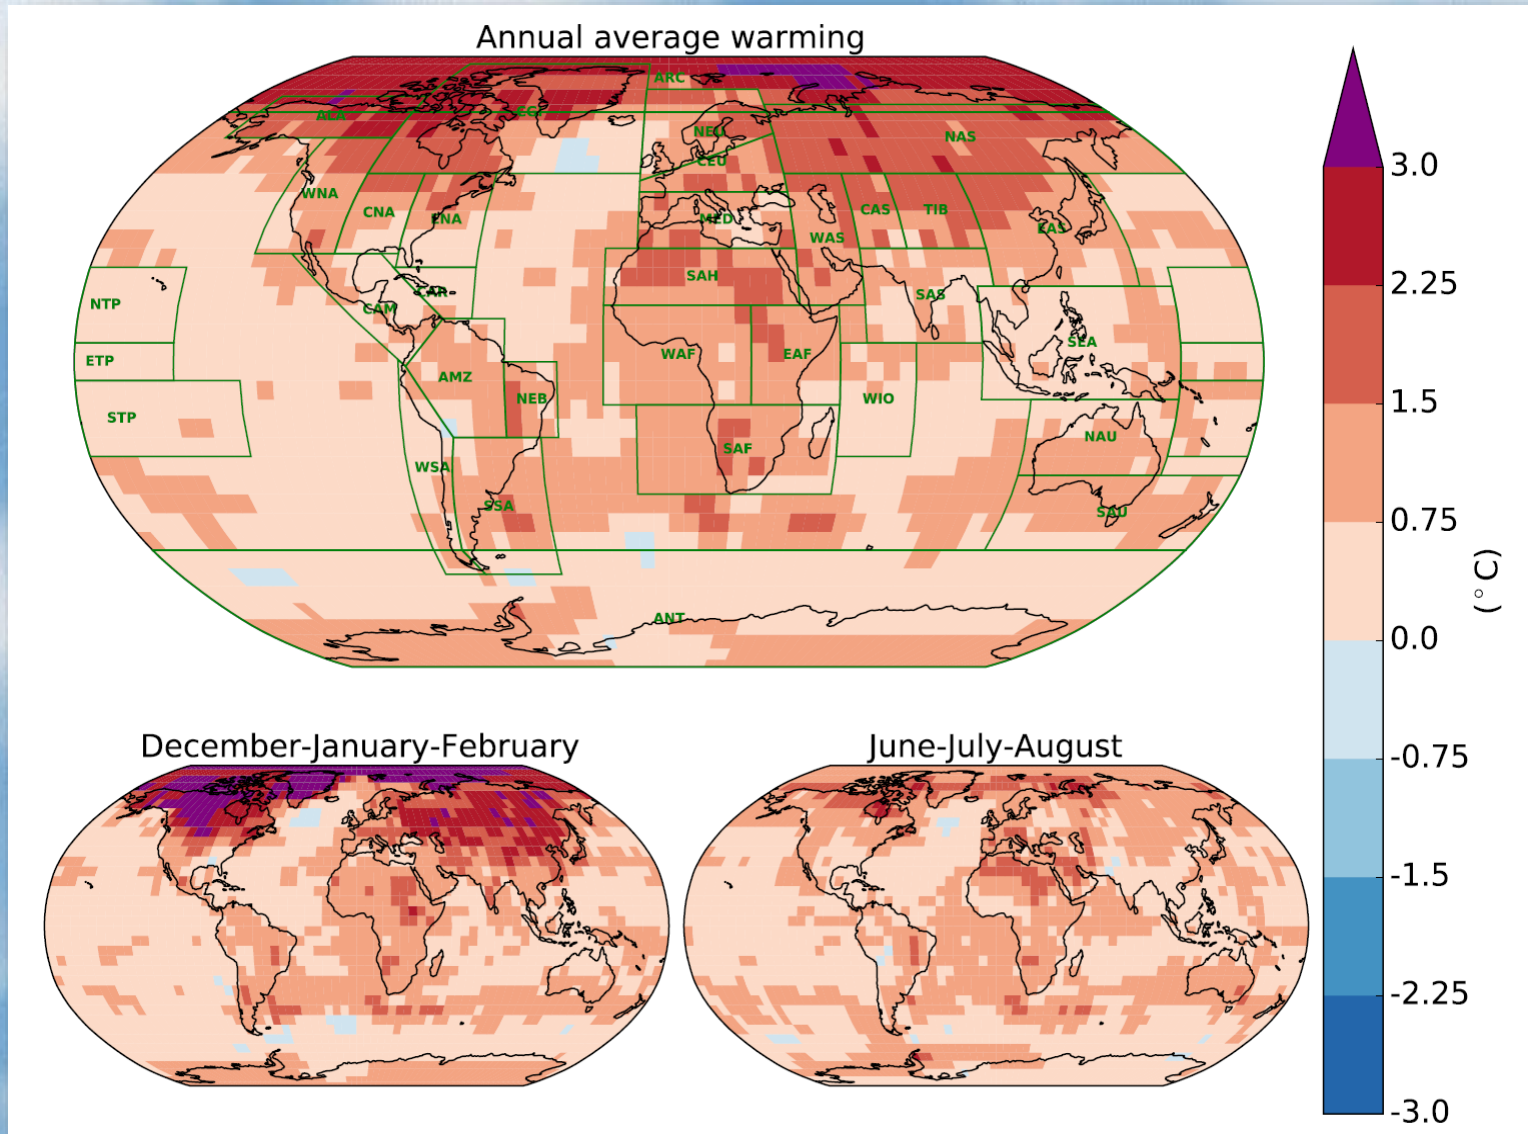 Annual average warming
ARC
ALA
CGI
NEU
NAS
CEU
WNA
CNA
ENA
MED
CAS
TIB
WAS
EAS
SAH
SAS
NTP
CAR
CAM
SEA
ETP
WAF
EAF
AMZ
NEB
WIO
STP
NAU
SAF
WSA
SSA
SAU
ANT
3.0
2.25
1.5
0.75
0.0
-0.75
-1.5
-2.25
-3.0
(°C)
December-January-February
June-July-August